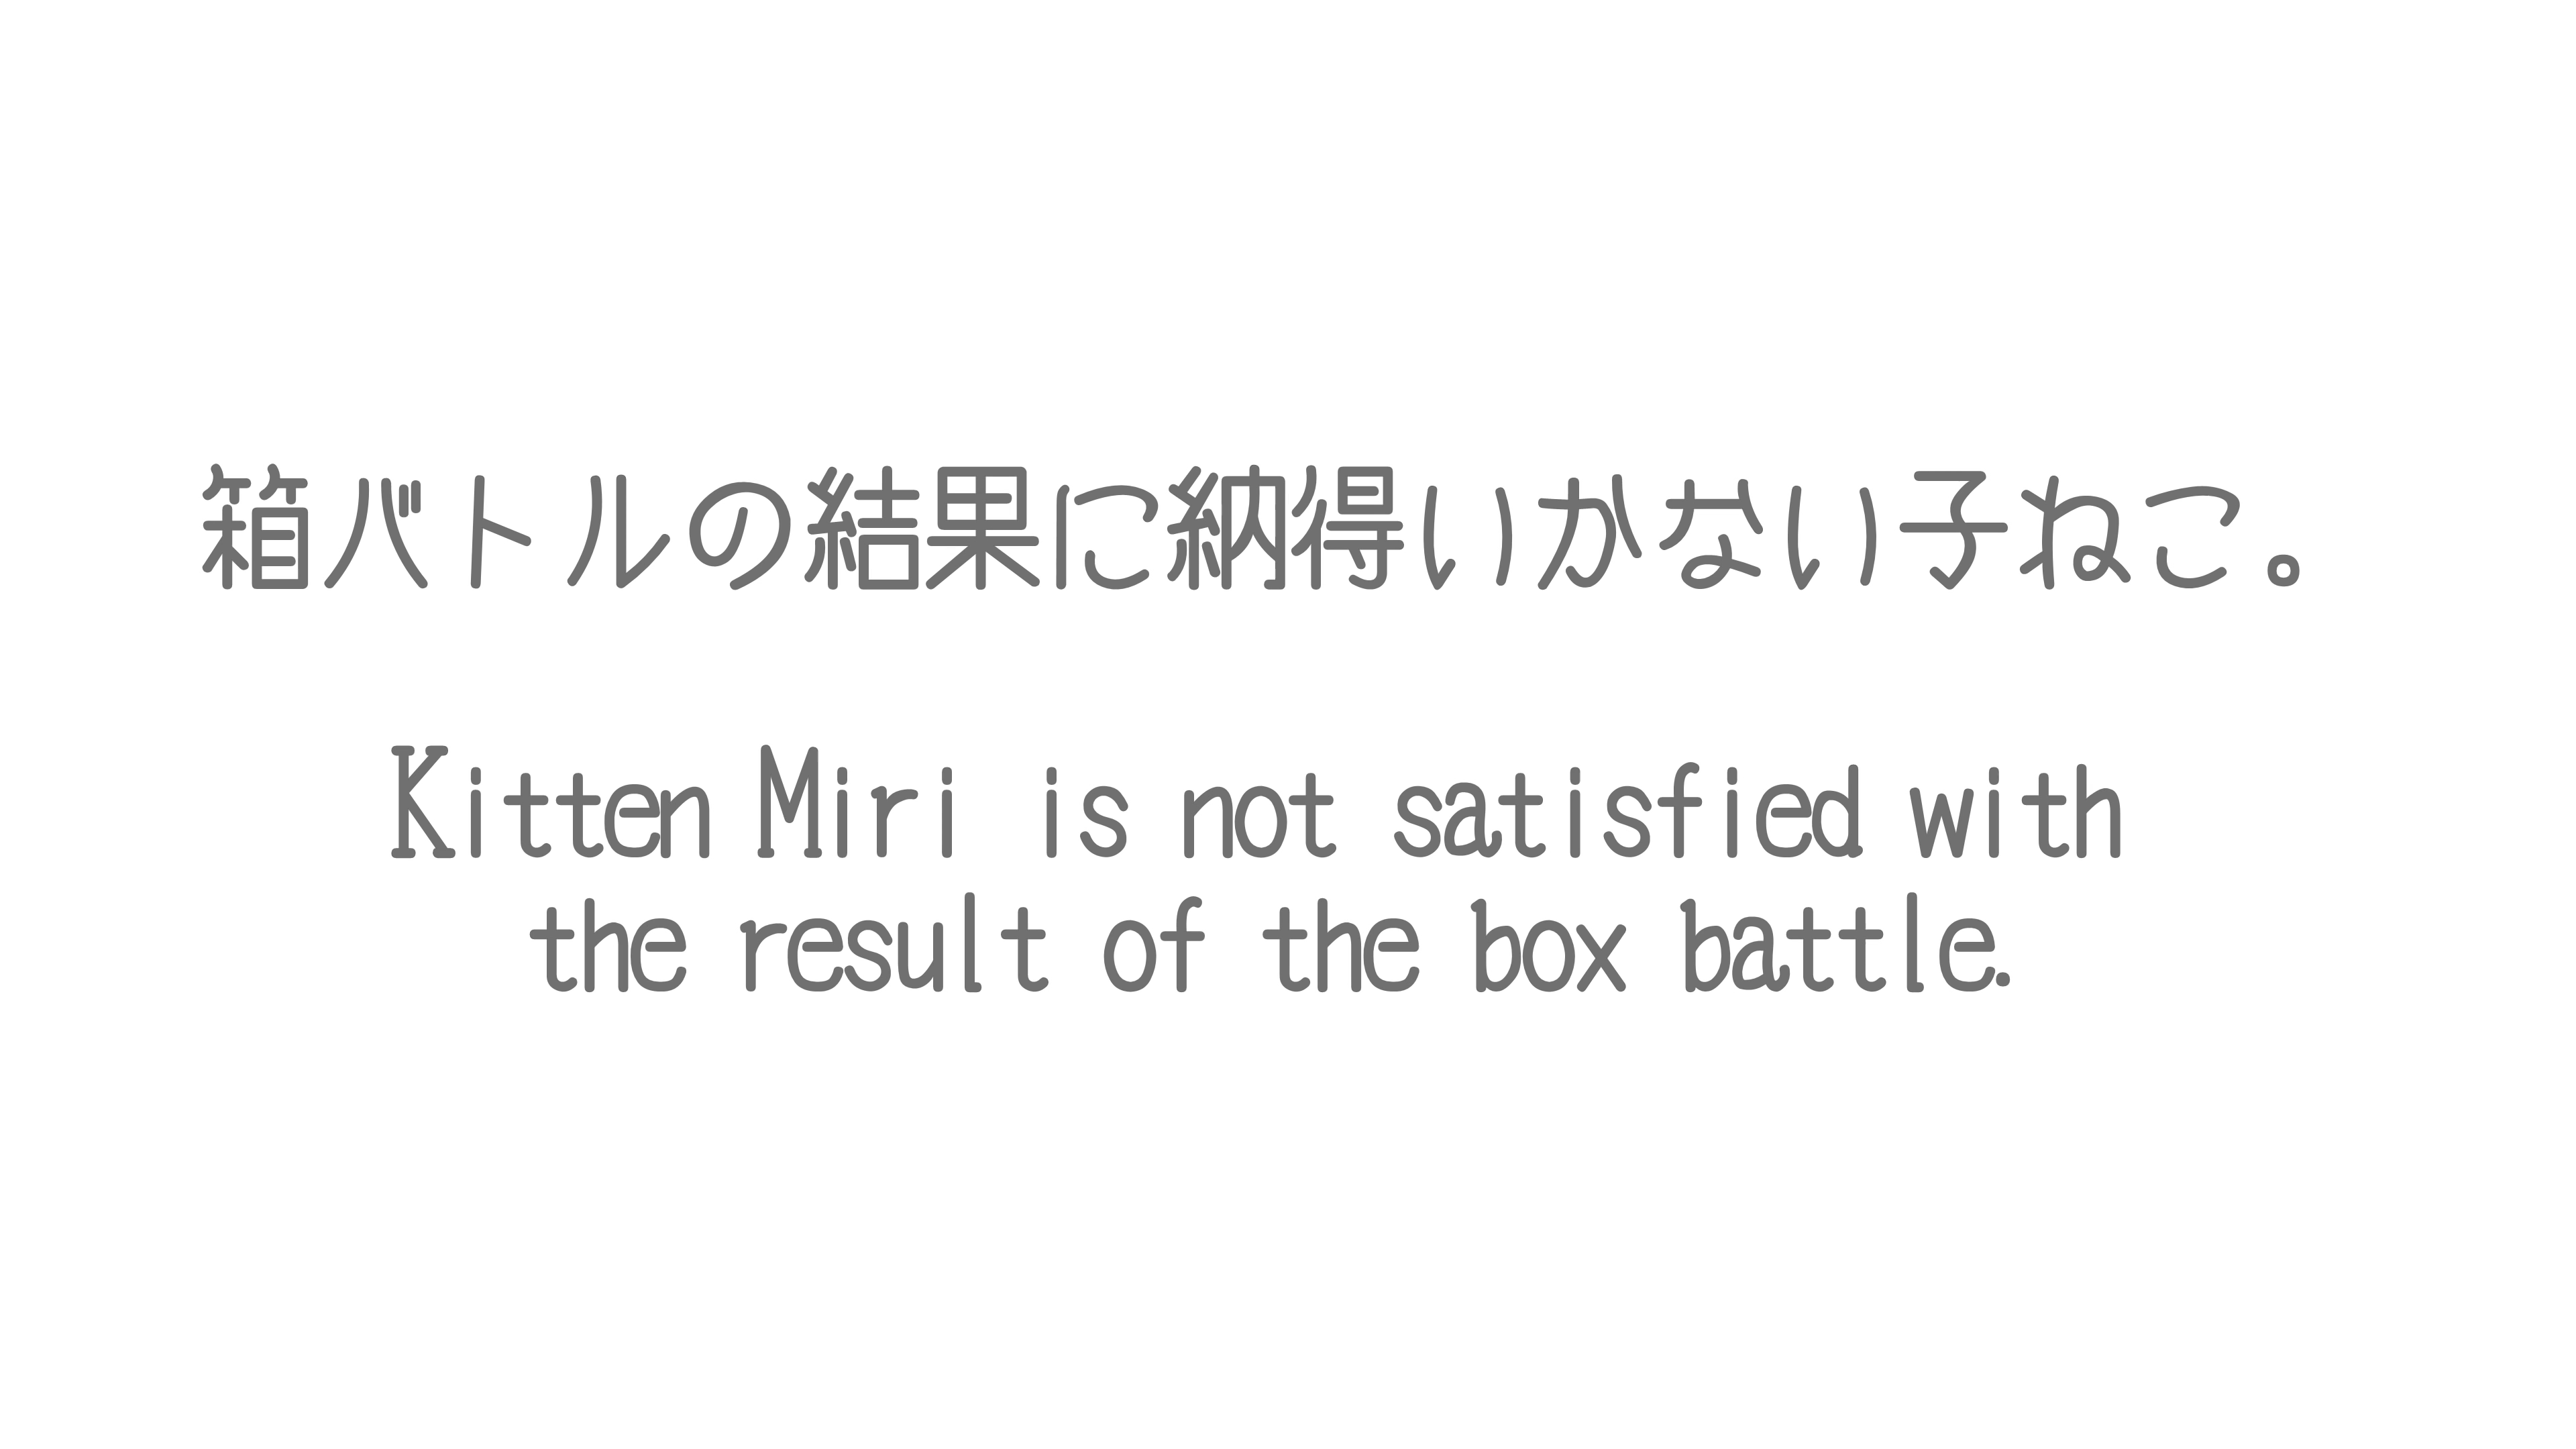 箱バトルの結果に納得いかない子ねこ。
Kitten Miri is not satisfied with
the result of the box battle.